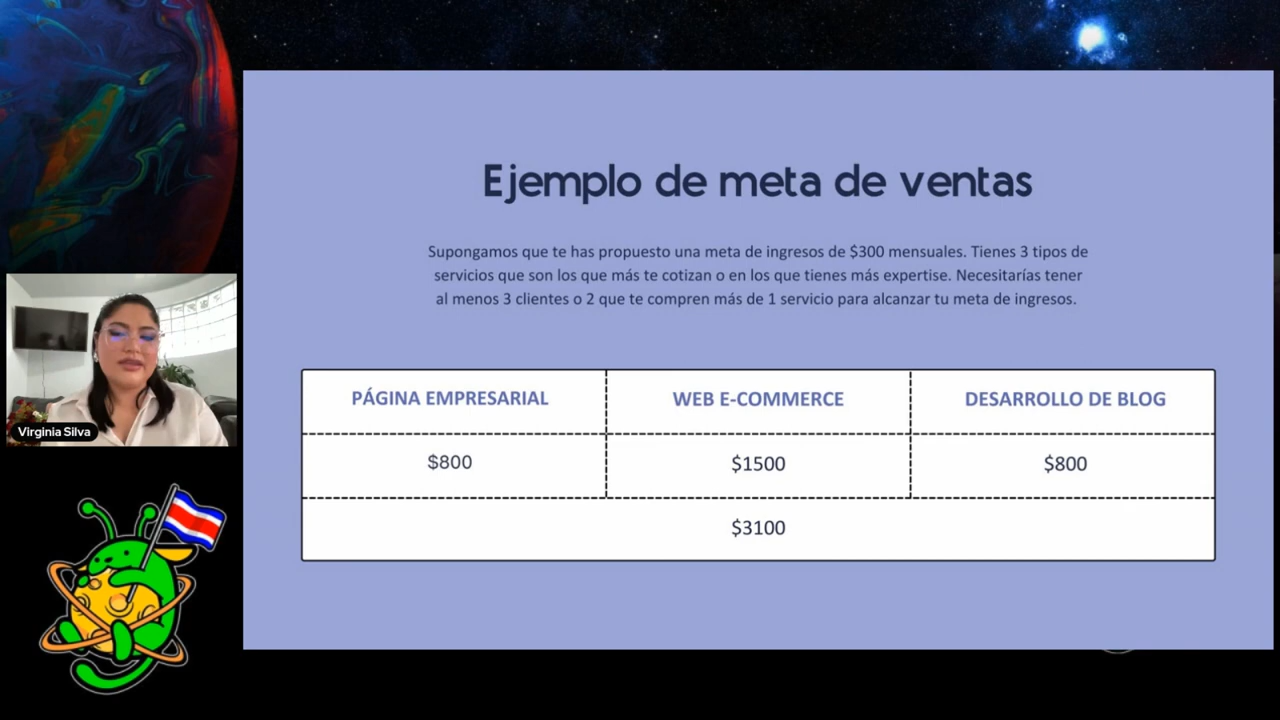 Ejemplo de meta de ventas
Supongamos que te has propuesto una meta de ingresos de $300 mensuales. Tienes 3 tipos de
servicios que son los que más te cotizan o en los que tienes más expertise. Necesitarías tener
al menos 3 clientes o 2 que te compren más de 1 servicio para alcanzar tu meta de ingresos.
PÁGINA EMPRESARIAL
WEB E-COMMERCE
DESARROLLO DE BLOG
$800
$1500
$800
$3100
Virginia Silva